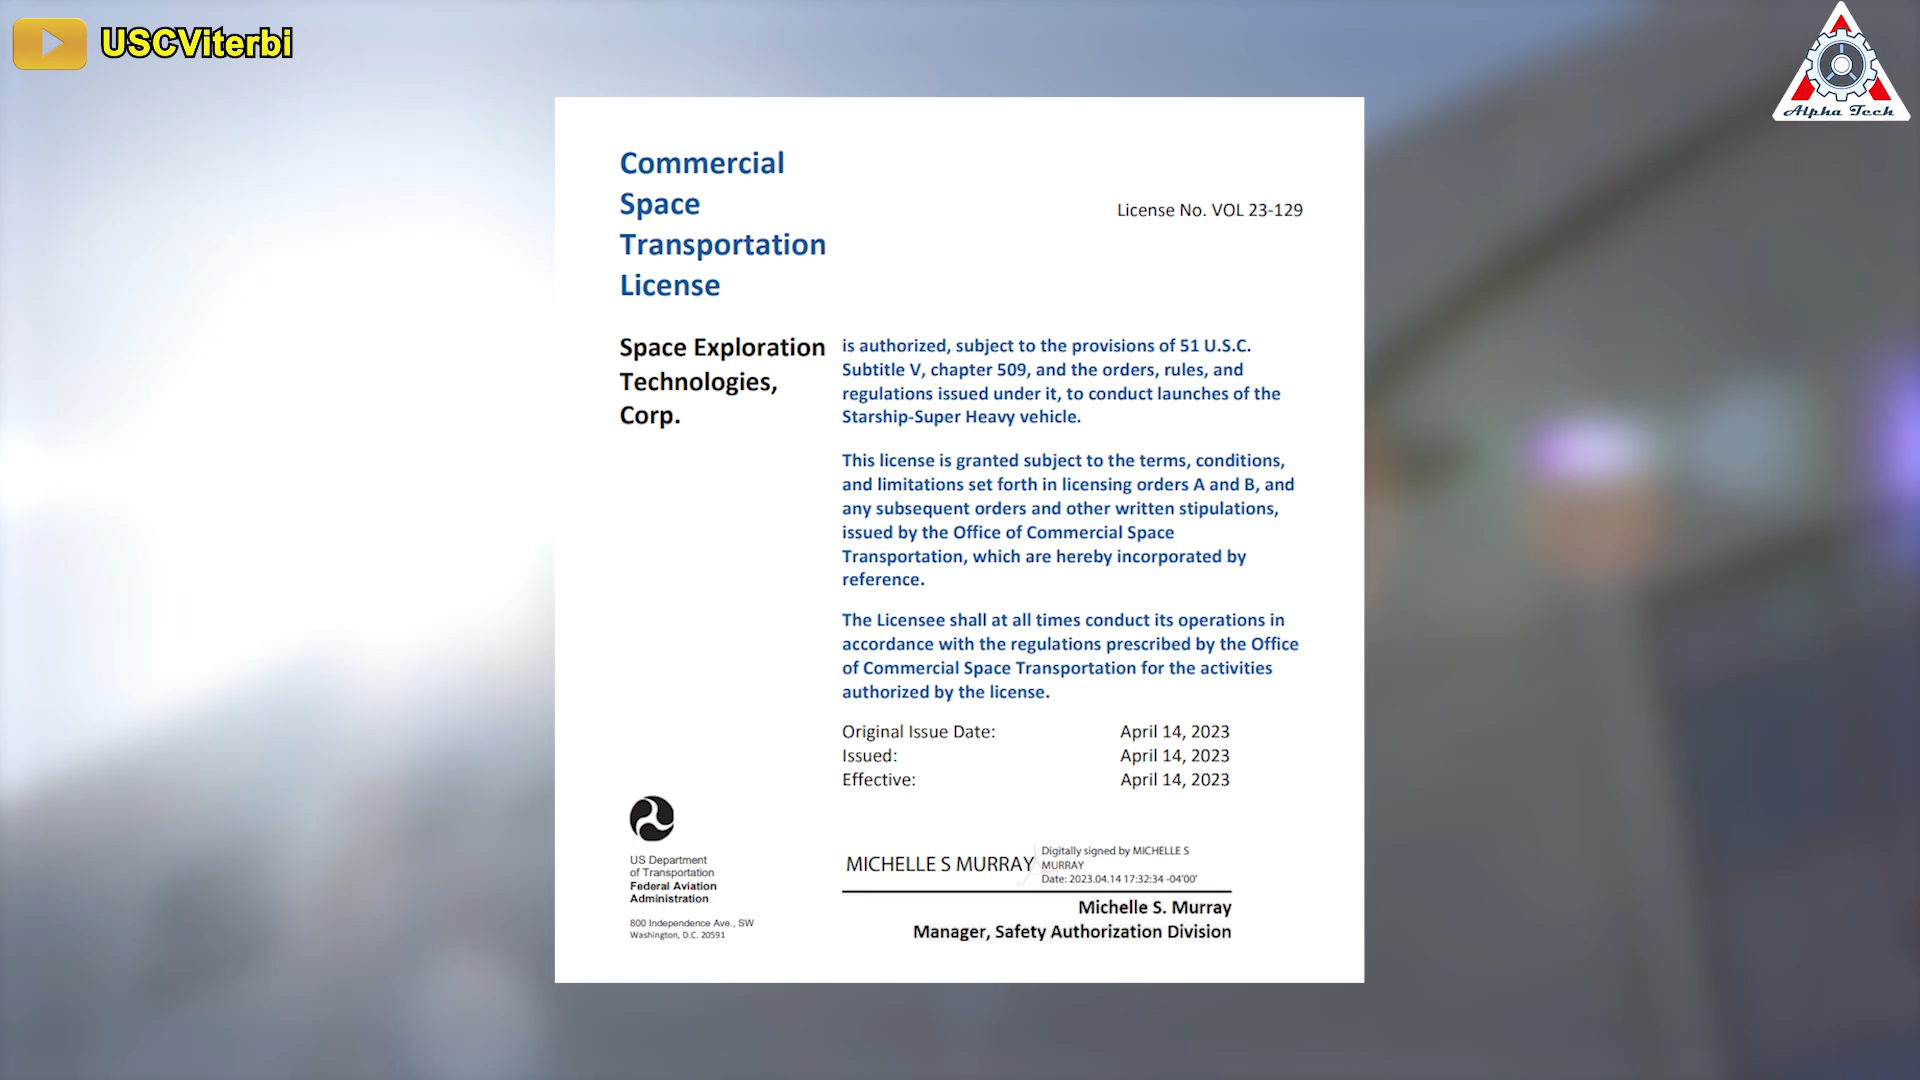 USCViterbi
Alpha Tech
Commercial
Space
Transportation
License
License No. VOL 23-129
Space Exploration
Technologies,
Corp.
is authorized, subject to the provisions of 51 U.S.C.
Subtitle V, chapter 509, and the orders, rules, and
regulations issued under it, to conduct launches of the
Starship-Super Heavy vehicle.
This license is granted subject to the terms, conditions,
and limitations set forth in licensing orders A and B, and
any subsequent orders and other written stipulations,
issued by the Office of Commercial Space
Transportation, which are hereby incorporated by
reference.
The Licensee shall at all times conduct its operations in
accordance with the regulations prescribed by the Office
of Commercial Space Transportation for the activities
authorized by the license.
Original Issue Date: April 14, 2023
Issued: April 14, 2023
Effective: April 14, 2023
US Department
of Transportation
Federal Aviation
Administration
800 Independence Ave., SW
Washington, D.C. 20591
MICHELLE S MURRAY
Digitally signed by MICHELLE S
MURRAY
Date: 2023.04.14 17:32:34 -04'00'
Michelle S. Murray
Manager, Safety Authorization Division